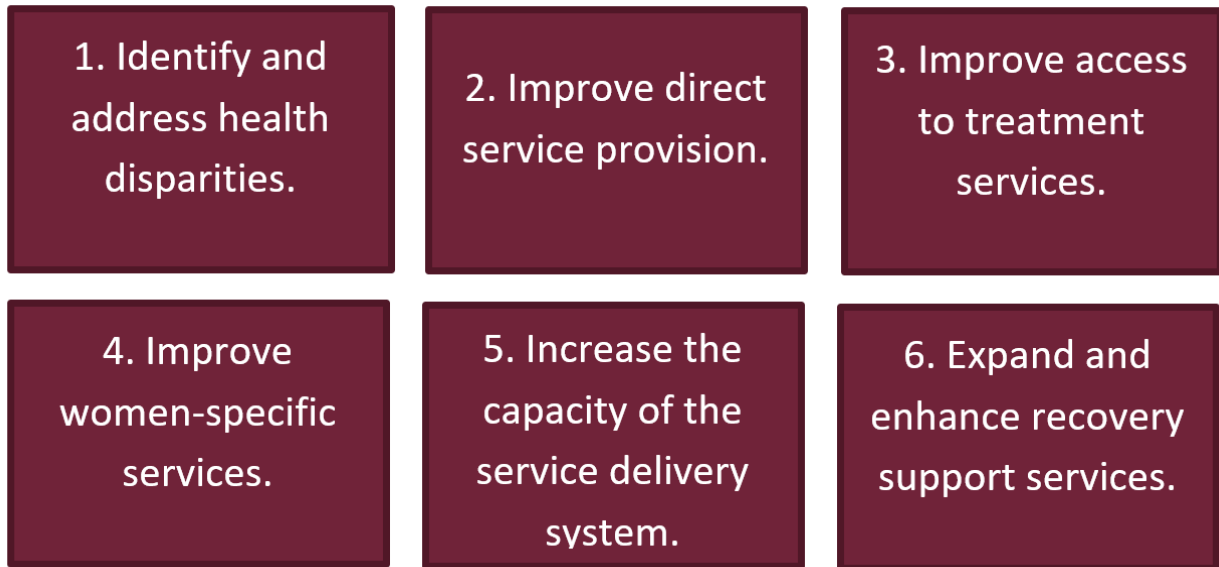 1. Identify and
address health
disparities.
2. Improve direct
service provision.
3. Improve access
to treatment
services.
4. Improve
women-specific
services.
5. Increase the
capacity of the
service delivery
system.
6. Expand and
enhance recovery
support services.